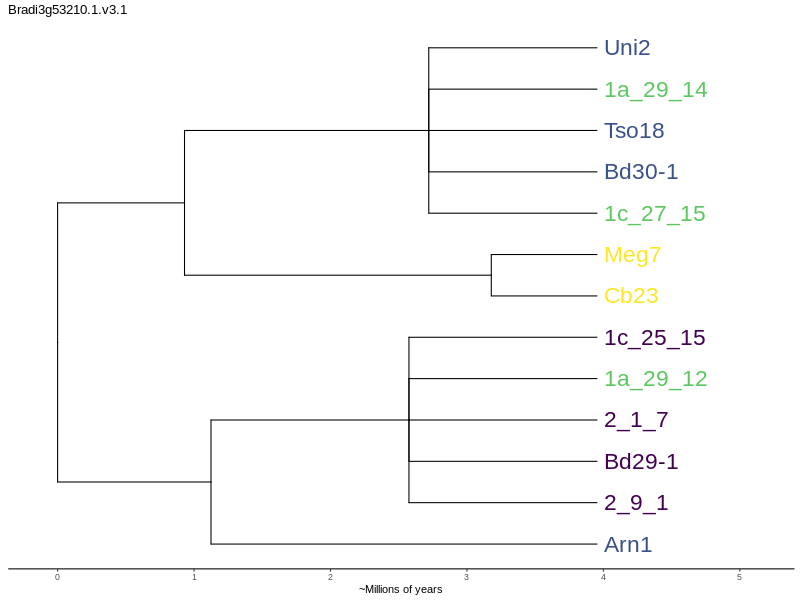 Bradi3g53210.1.v3.1
Uni2
1a_29_14
Tso18
Bd30-1
1c_27_15
Meg7
Cb23
1c_25_15
1a_29_12
2_1_7
Bd29-1
2_9_1
Arn1
0 1 2 3 4 5
~Millions of years